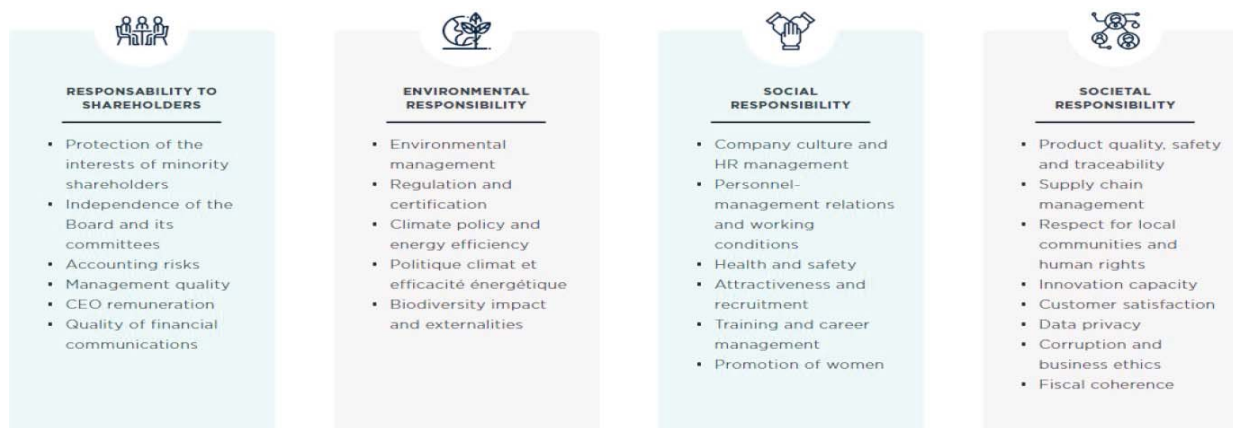 RESPONSABILITY TO
SHAREHOLDERS
▪ Protection of the
interests of minority
shareholders
▪ Independence of the
Board and its
committees
▪ Accounting risks
▪ Management quality
▪ CEO remuneration
▪ Quality of financial
communications
ENVIRONMENTAL
RESPONSIBILITY
▪ Environmental
management
▪ Regulation and
certification
▪ Climate policy and
energy efficiency
▪ Politique climat et
efficacité énergétique
▪ Biodiversity impact
and externalities
SOCIAL
RESPONSIBILITY
▪ Company culture and
HR management
▪ Personnel-
management relations
and working
conditions
▪ Health and safety
▪ Attractiveness and
recruitment
▪ Training and career
management
▪ Promotion of women
SOCIETAL
RESPONSIBILITY
▪ Product quality, safety
and traceability
▪ Supply chain
management
▪ Respect for local
communities and
human rights
▪ Innovation capacity
▪ Customer satisfaction
▪ Data privacy
▪ Corruption and
business ethics
▪ Fiscal coherence